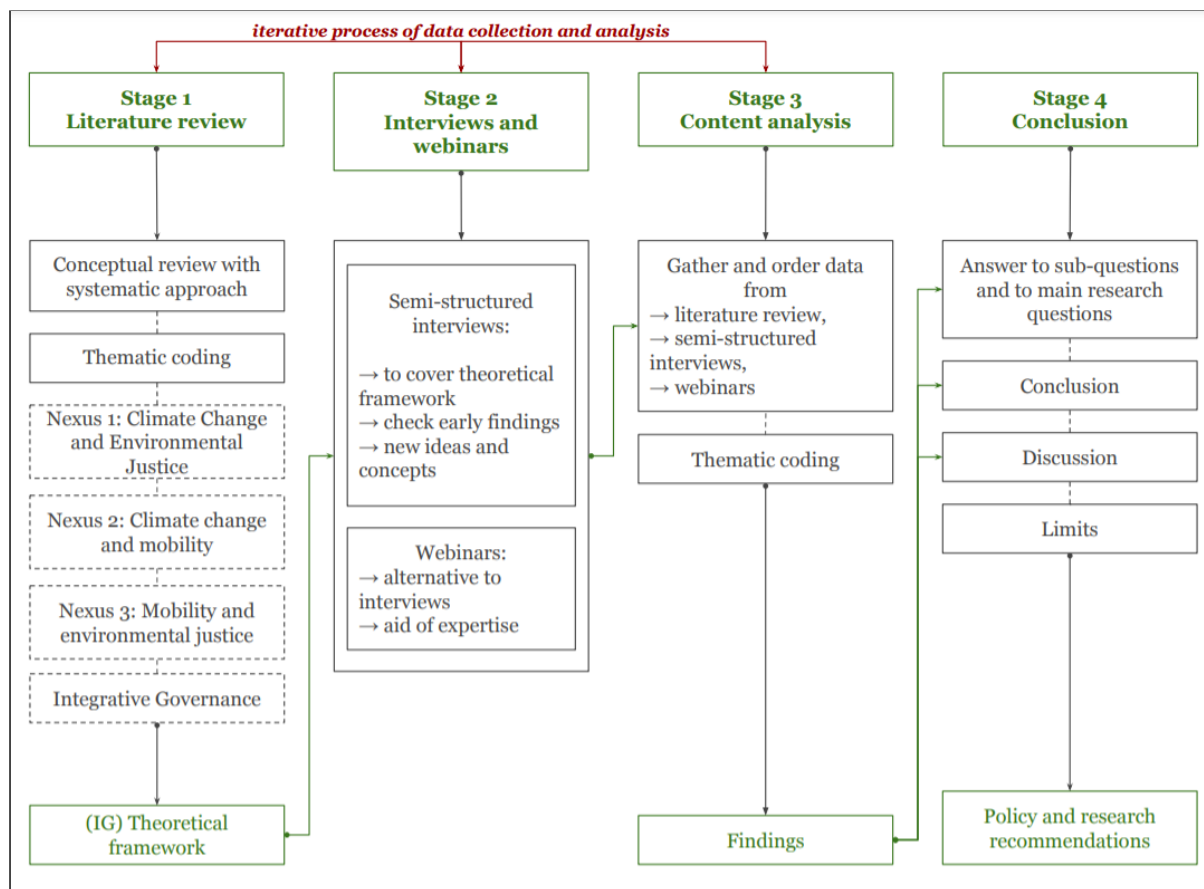 iterative process of data collection and analysis
Stage 1
Literature review
Conceptual review with
systematic approach
Thematic coding
Nexus 1: Climate Change
and Environmental
Justice
Nexus 2: Climate change
and mobility
Nexus 3: Mobility and
environmental justice
Integrative Governance
(IG) Theoretical
framework
Stage 2
Interviews and
webinars
Semi-structured
interviews:
→ to cover theoretical
framework
→ check early findings
→ new ideas and
concepts
Webinars:
→ alternative to
interviews
→ aid of expertise
Stage 3
Content analysis
Gather and order data
from
→ literature review,
→ semi-structured
interviews,
→ webinars
Thematic coding
Findings
Stage 4
Conclusion
Answer to sub-questions
and to main research
questions
Conclusion
Discussion
Limits
Policy and research
recommendations